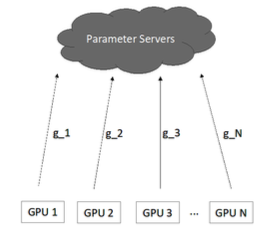 Parameter Servers
g_1 g_2 g_3 g_N
GPU 1 GPU 2 GPU 3 ... GPU N